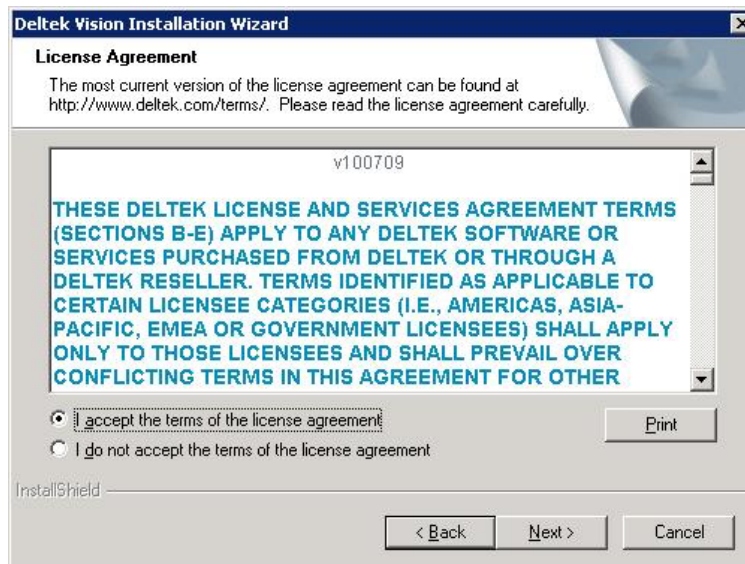 Deltek Vision Installation Wizard
License Agreement
The most current version of the license agreement can be found at
http://www.deltek.com/terms/. Please read the license agreement carefully.
v100709
THESE DELTEK LICENSE AND SERVICES AGREEMENT TERMS
(SECTIONS B-E) APPLY TO ANY DELTEK SOFTWARE OR
SERVICES PURCHASED FROM DELTEK OR THROUGH A
DELTEK RESELLER. TERMS IDENTIFIED AS APPLICABLE TO
CERTAIN LICENSEE CATEGORIES (I.E., AMERICAS, ASIA-
PACIFIC, EMEA OR GOVERNMENT LICENSEES) SHALL APPLY
ONLY TO THOSE LICENSEES AND SHALL PREVAIL OVER
CONFLICTING TERMS IN THIS AGREEMENT FOR OTHER
I accept the terms of the license agreement
Print
I do not accept the terms of the license agreement
InstallShield
< Back
Next >
Cancel